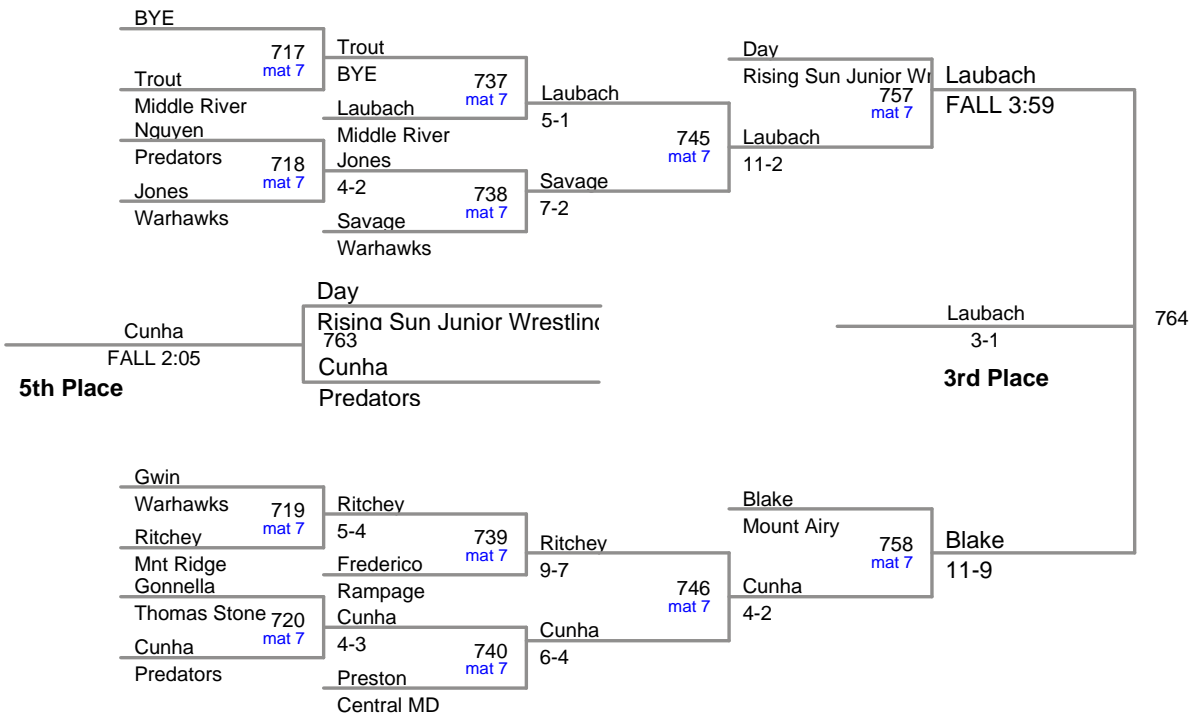 BYE
717
mat 7
Trout
Middle River
Nguyen
Predators
718
mat 7
Jones
Warhawks
Trout
BYE
737
mat 7
Laubach
Middle River
Jones
4-2
738
mat 7
Savage
Warhawks
Laubach
5-1
745
mat 7
Savage
7-2
Day
Rising Sun Junior Wr
757
mat 7
Laubach
11-2
Laubach
FALL 3:59
Day
Rising Sun Junior Wrestling
763
Cunha
Predators
Cunha
FALL 2:05
5th Place
Laubach
3-1
3rd Place
764
Gwin
Warhawks
719
mat 7
Ritchey
Mnt Ridge
Gonnella
Thomas Stone
720
mat 7
Cunha
Predators
Ritchey
5-4
739
mat 7
Frederico
Rampage
Cunha
4-3
740
mat 7
Preston
Central MD
Ritchey
9-7
746
mat 7
Cunha
6-4
Blake
Mount Airy
758
mat 7
Cunha
4-2
Blake
11-9